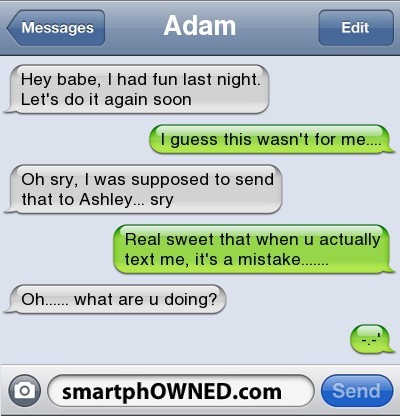 Messages
Adam
Edit
Hey babe, I had fun last night.
Let's do it again soon
I guess this wasn't for me....
Oh sry, I was supposed to send
that to Ashley... sry
Real sweet that when u actually
text me, it's a mistake.......
Oh...... what are u doing?
-.-'
smartphOWNED.com
Send